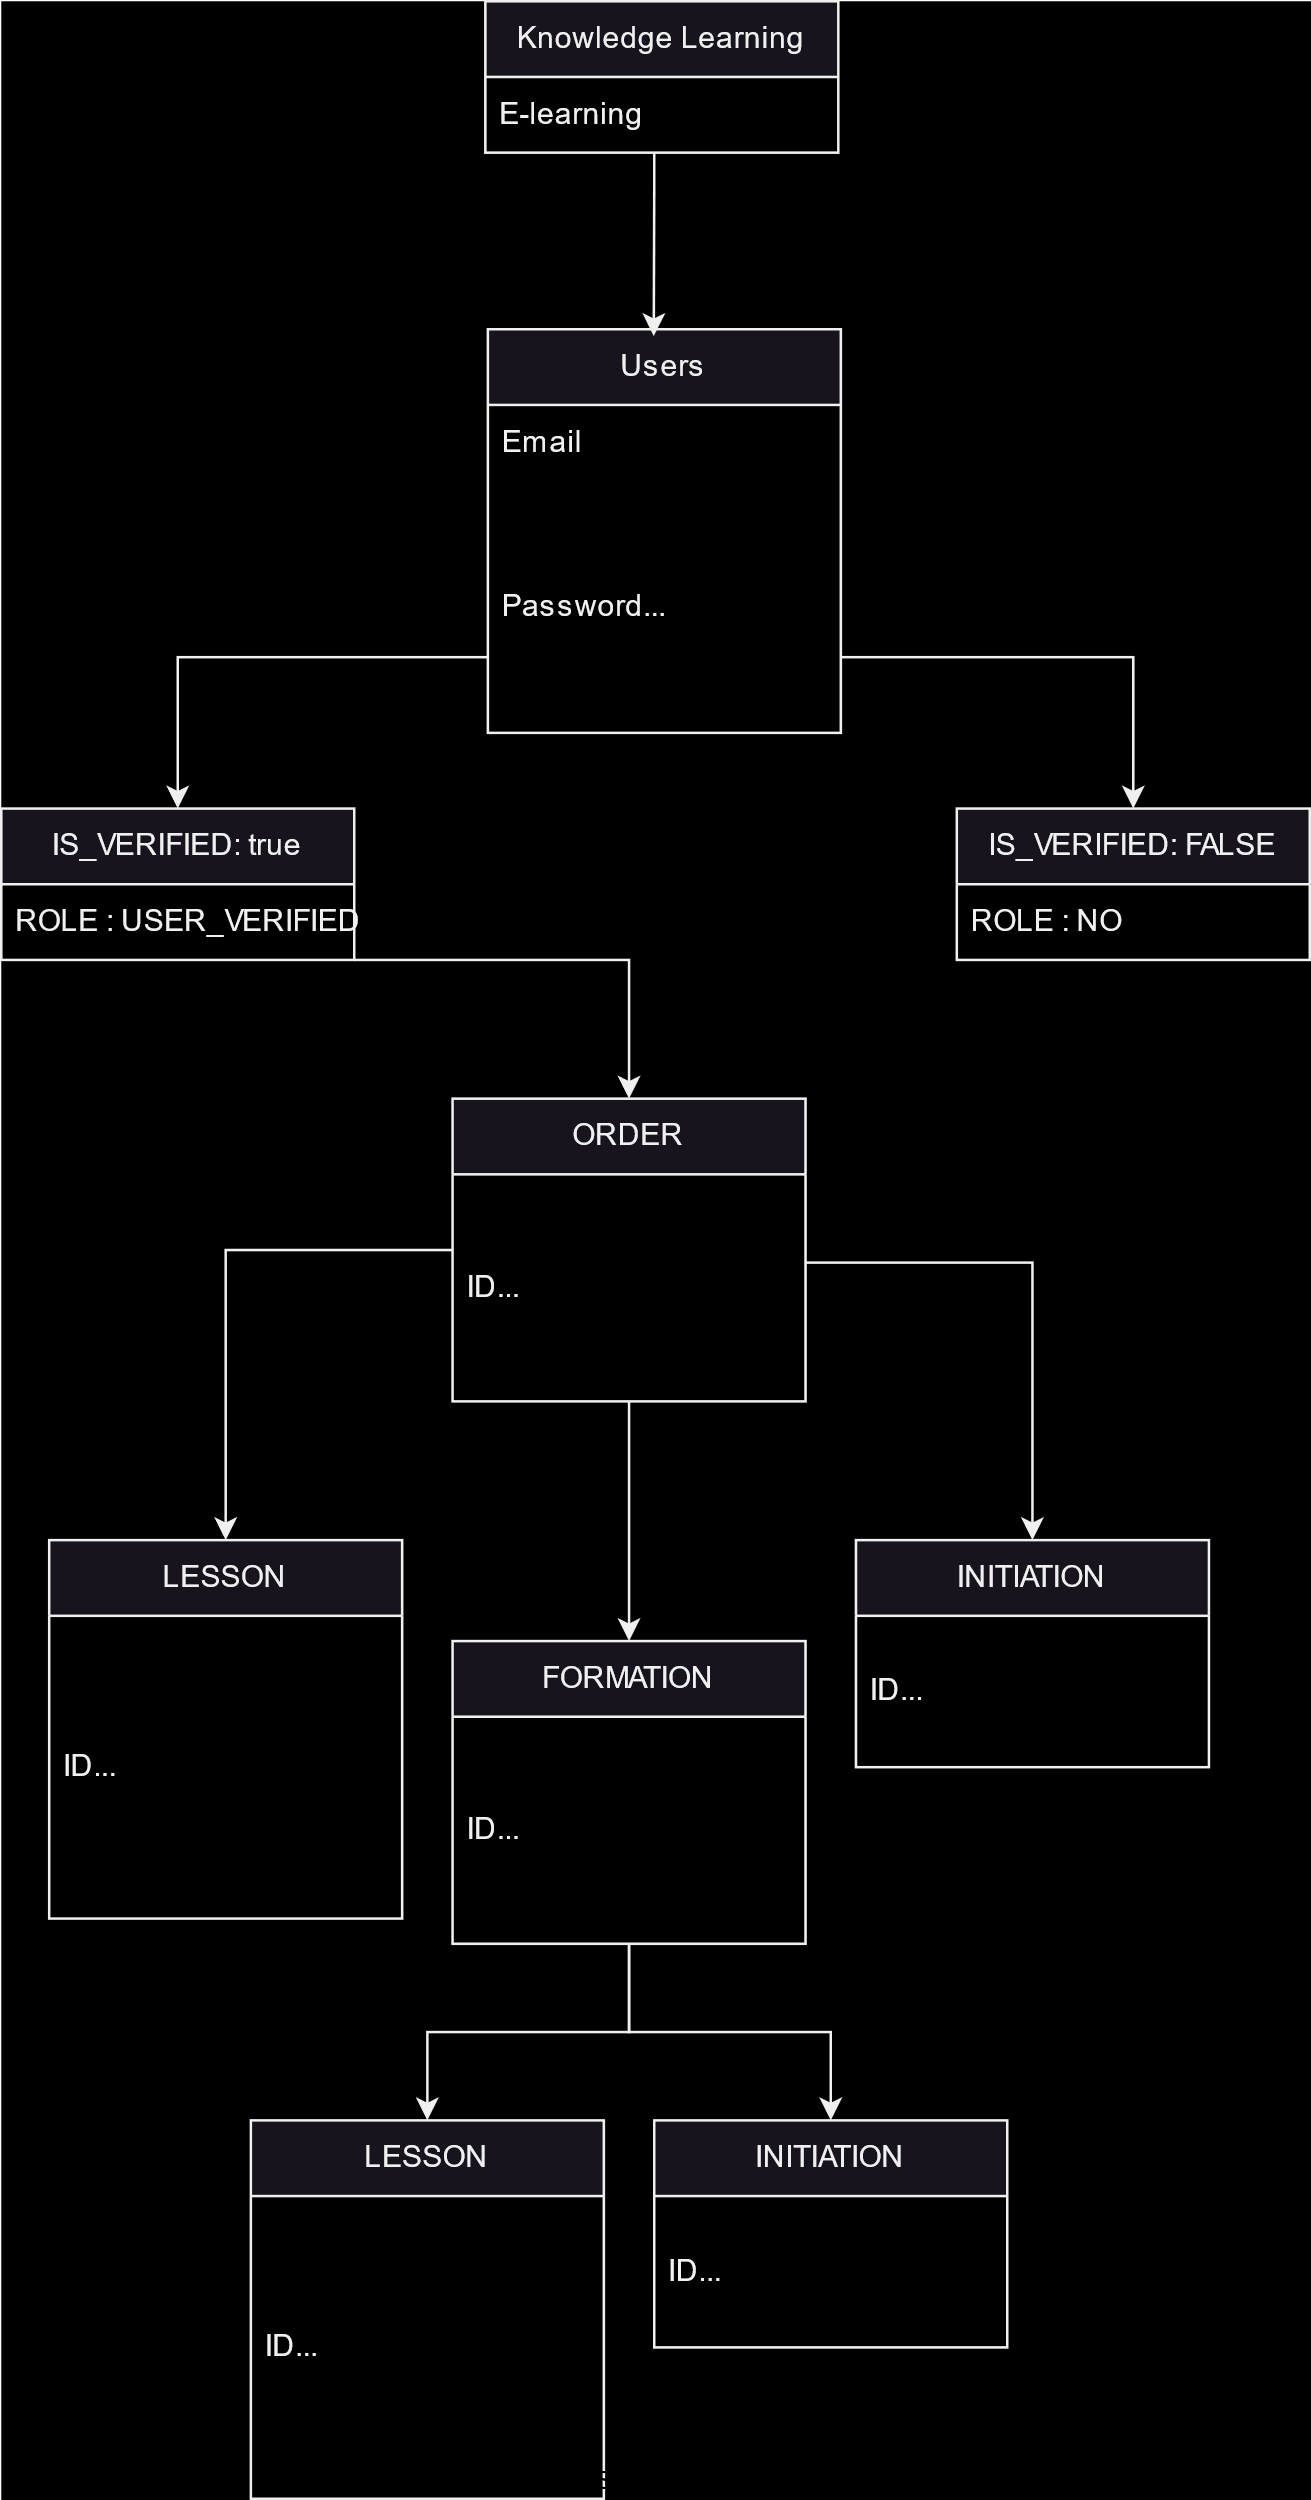 Knowledge Learning
E-learning
Users
Email
Password...
IS_VERIFIED: true
ROLE : USER_VERIFIED
IS_VERIFIED: FALSE
ROLE : NO
ORDER
ID...
LESSON
ID...
FORMATION
ID...
INITIATION
ID...
LESSON
ID...
INITIATION
ID...